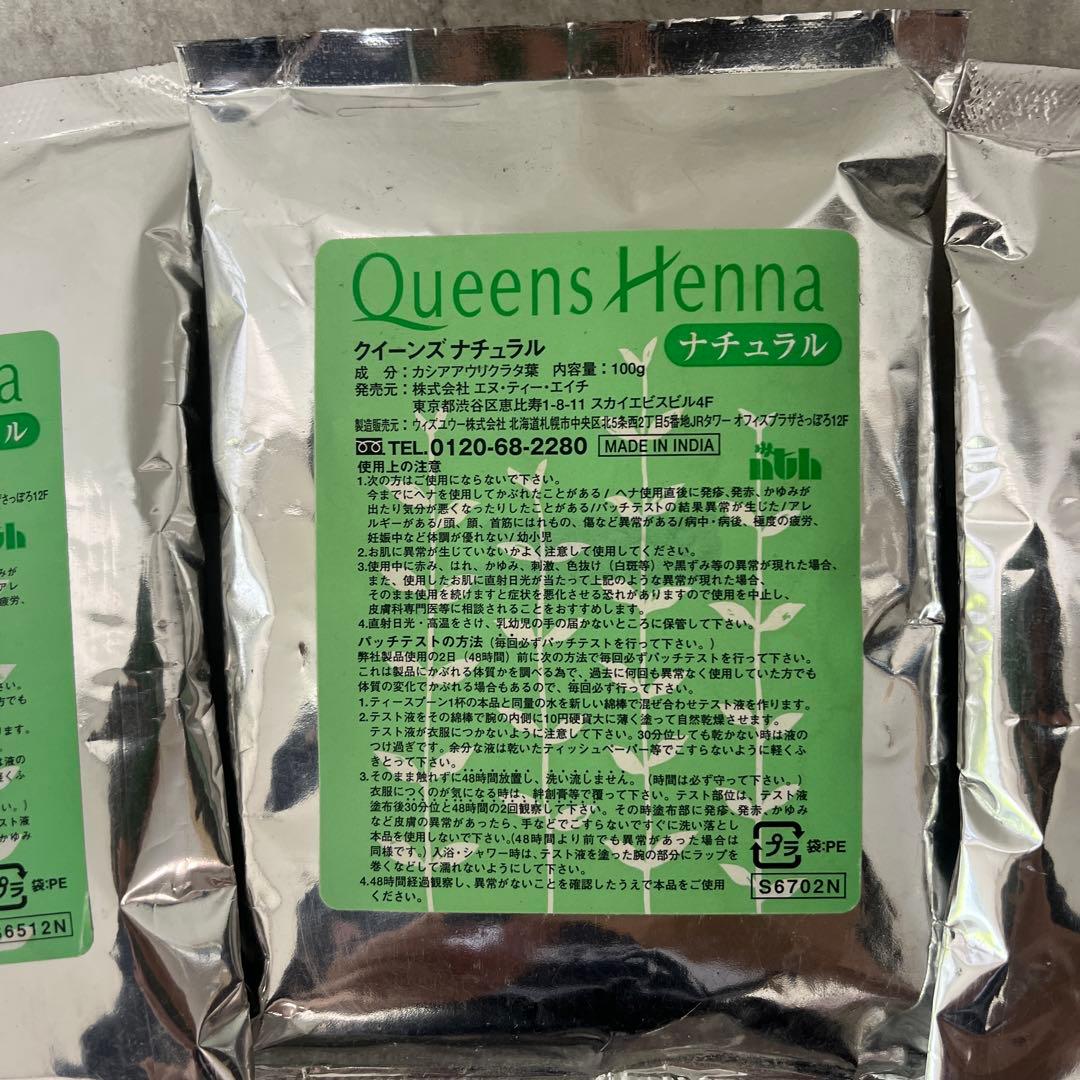 Queens Henna
ナチュラル
クイーンズ ナチュラル
成 分：カシアアウリクラタ葉 内容量：100g
発売元：株式会社 エヌ・ティー・エイチ
東京都渋谷区恵比寿1-8-11 スカイエビスビル4F
製造販売元：ウィズユウー株式会社 北海道札幌市中央区北5条西2丁目5番地JRタワー オフィスプラザさっぽろ12F
TEL.0120-68-2280 MADE IN INDIA
nth
使用上の注意
1.次の方はご使用にならないで下さい。
今までにヘナを使用してかぶれたことがある/ ヘナ使用直後に発疹、発赤、かゆみが
出たり気分が悪くなったりしたことがある/パッチテストの結果異常が生じた/アレ
ルギーがある/頭、顔、首筋にはれもの、傷など異常がある/病中・病後、極度の疲労、
妊娠中など体調が優れない/ 幼小児
2.お肌に異常が生じていないかよく注意して使用してください。
3.使用中に赤み、はれ、かゆみ、刺激、色抜け（白斑等）や黒ずみ等の異常が現れた場合、
また、使用したお肌に直射日光が当たって上記のような異常が現れた場合、
そのまま使用を続けますと症状を悪化させる恐れがありますので使用を中止し、
皮膚科専門医等に相談されることをおすすめします。
4.直射日光・高温をさけ、乳幼児の手の届かないところに保管して下さい。
パッチテストの方法（毎回必ずパッチテストを行って下さい。）
弊社製品使用の2日（48時間）前に次の方法で毎回必ずパッチテストを行って下さい。
これは製品にかぶれる体質かを調べる為で、過去に何回も異常なく使用していた方でも
体質の変化でかぶれる場合もあるので、毎回必ず行って下さい。
1.ティースプーン1杯の本品と同量の水を新しい綿棒で混ぜ合わせテスト液を作ります。
2.テスト液をその綿棒で腕の内側に10円硬貨大に薄く塗って自然乾燥させます。
テスト液が衣服につかないように注意して下さい。30分位しても乾かない時は液の
つけ過ぎです。余分な液は乾いたティッシュペーパー等でこすらないように軽くふ
きとって下さい。
3.そのまま触れずに48時間放置し、洗い流しません。（時間は必ず守って下さい。）
衣服につくのが気になる時は、絆創膏等で覆って下さい。テスト部位は、テスト液
塗布後30分位と48時間の2回観察して下さい。その時塗布部に発疹、発赤、かゆみ
など皮膚の異常があったら、手などでこすらないですぐに洗い落とし
本品を使用しないで下さい。(48時間より前でも異常があった場合は
同様です。) 入浴・シャワー時は、テスト液を塗った腕の部分にラップを
巻くなどして濡れないようにして下さい。
4.48時間経過観察し、異常がないことを確認したうえで本品をご使用
ください。
プラ 袋:PE
S6702N
a
ル
ザさっぽろ12F
nth
みが
アレ
疲労、
合、
さい。
方でも
ます。
は液の
軽くふ
い。）
スト液
かゆみ
プラ 袋:PE
S6512N